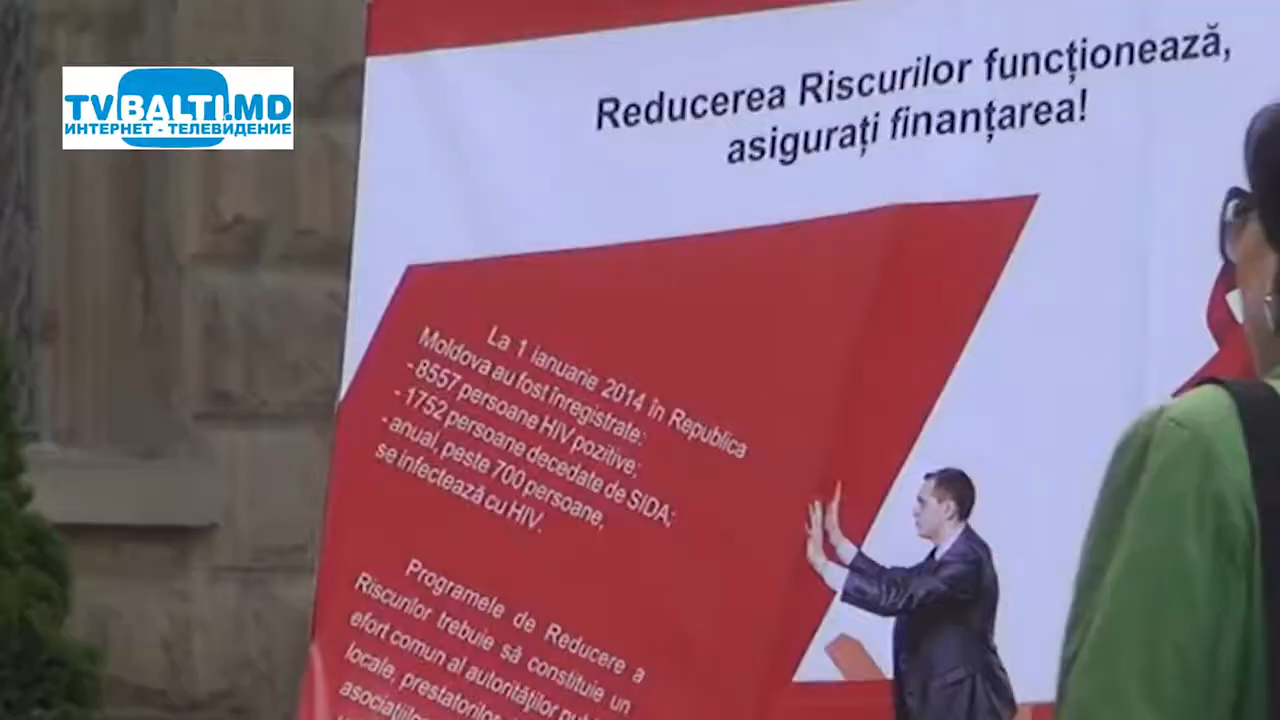 TVBALTI.MD
ИНТЕРНЕТ - ТЕЛЕВИДЕНИЕ
Reducerea Riscurilor funcționează,
asigurați finanțarea!
La 1 ianuarie 2014 în Republica
Moldova au fost înregistrate:
- 8557 persoane HIV pozitive;
- 1752 persoane decedate de SIDA;
- anual, peste 700 persoane,
se infectează cu HIV.
Programele de Reducere a
Riscurilor trebuie să constituie un
efort comun al autorităților
locale,